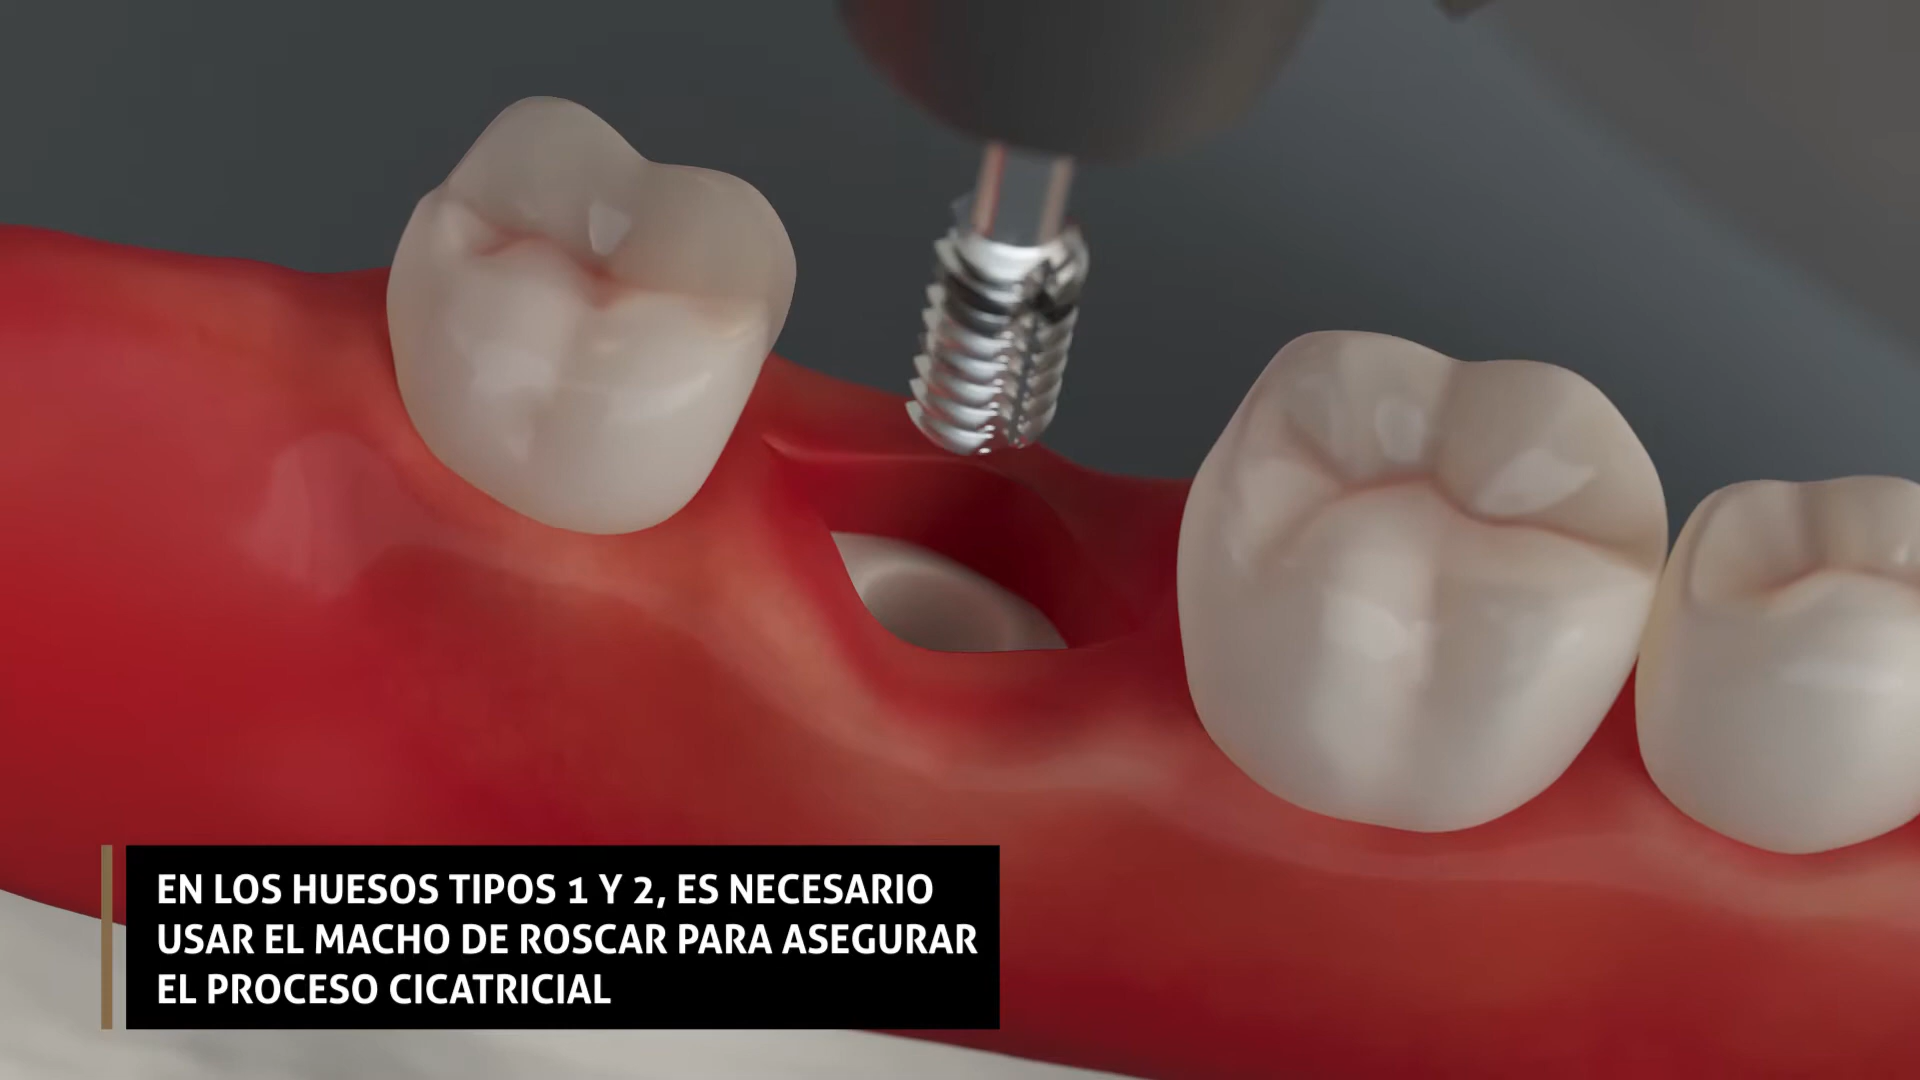 EN LOS HUESOS TIPOS 1 Y 2, ES NECESARIO
USAR EL MACHO DE ROSCAR PARA ASEGURAR
EL PROCESO CICATRICIAL